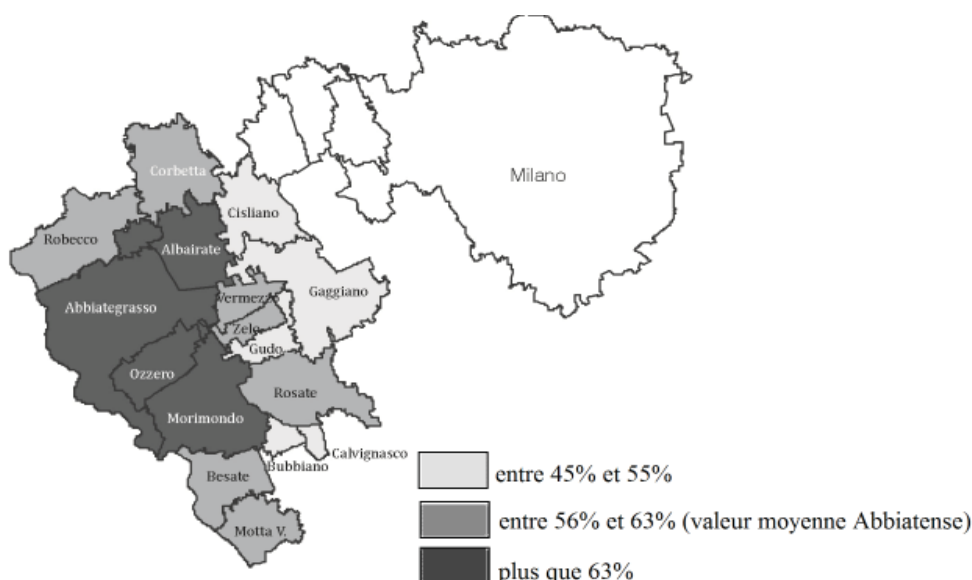 Milano
Corbetta
Cisliano
Robecco
Albairate
Abbiategrasso
Vermezzo
Gaggiano
Zelo
Gudo
Ozzero
Rosate
Morimondo
Calvignasco
Bubbiano
Besate
Motta V.
entre 45% et 55%
entre 56% et 63% (valeur moyenne Abbiatense)
plus que 63%